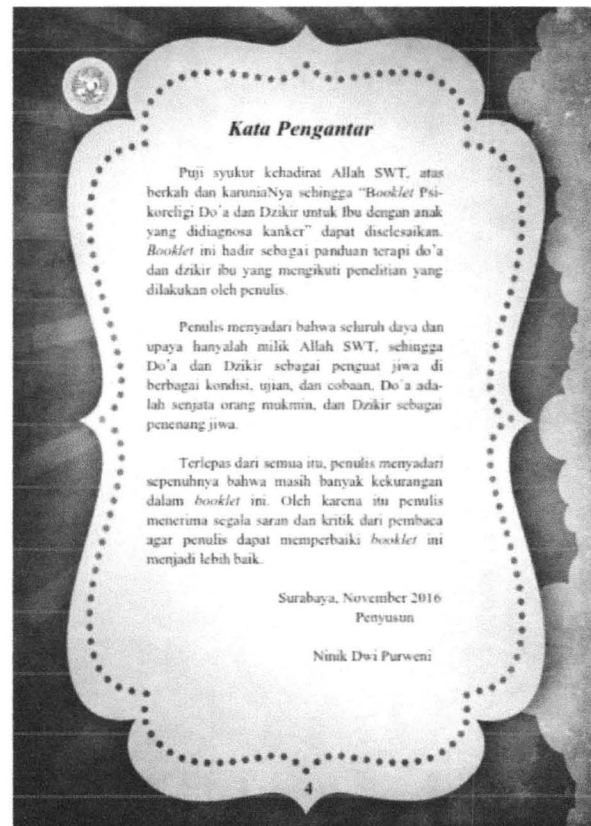 Kata Pengantar
Puji syukur kehadirat Allah SWT, atas
berkah dan karuniaNya sehingga “Booklet Psi-
koreligi Do’a dan Dzikir untuk Ibu dengan anak
yang didiagnosa kanker” dapat diselesaikan.
Booklet ini hadir sebagai panduan terapi do’a
dan dzikir ibu yang mengikuti penelitian yang
dilakukan oleh penulis.
Penulis menyadari bahwa seluruh daya dan
upaya hanyalah milik Allah SWT, sehingga
Do’a dan Dzikir sebagai penguat jiwa di
berbagai kondisi, ujian, dan cobaan, Do’a ada-
lah senjata orang mukmin, dan Dzikir sebagai
penenang jiwa.
Terlepas dari semua itu, penulis menyadari
sepenuhnya bahwa masih banyak kekurangan
dalam booklet ini. Oleh karena itu penulis
menerima segala saran dan kritik dari pembaca
agar penulis dapat memperbaiki booklet ini
menjadi lebih baik.
Surabaya, November 2016
Penyusun
Ninik Dwi Purweni
4